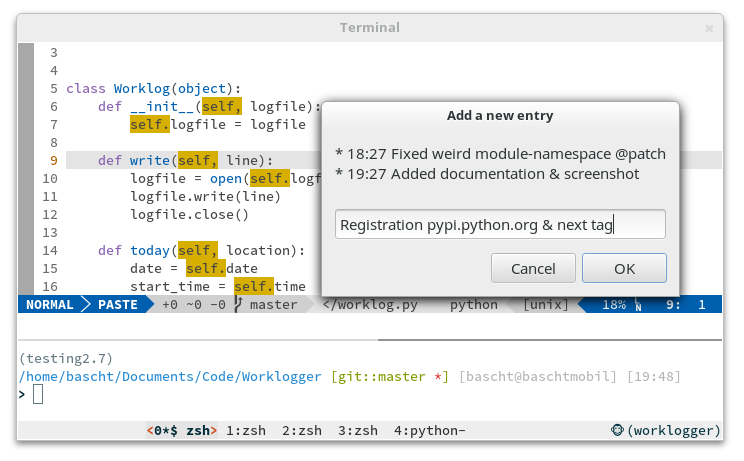 Terminal
3
4
5 class Worklog(object):
6 def __init__(self, logfile):
7 self.logfile = logfile
8
9 def write(self, line):
10 logfile = open(self.logf
11 logfile.write(line)
12 logfile.close()
13
14 def today(self, location):
15 date = self.date
16 start_time = self.time
Add a new entry
* 18:27 Fixed weird module-namespace @patch
* 19:27 Added documentation & screenshot
Registration pypi.python.org & next tag
Cancel OK
NORMAL PASTE +0 ~0 -0 master </worklog.py python [unix] 18% LN 9: 1
(testing2.7)
/home/bascht/Documents/Code/Worklogger [git::master *] [bascht@baschtmobil] [19:48]
>
<0*$ zsh> 1:zsh 2:zsh 3:zsh 4:python- (worklogger)